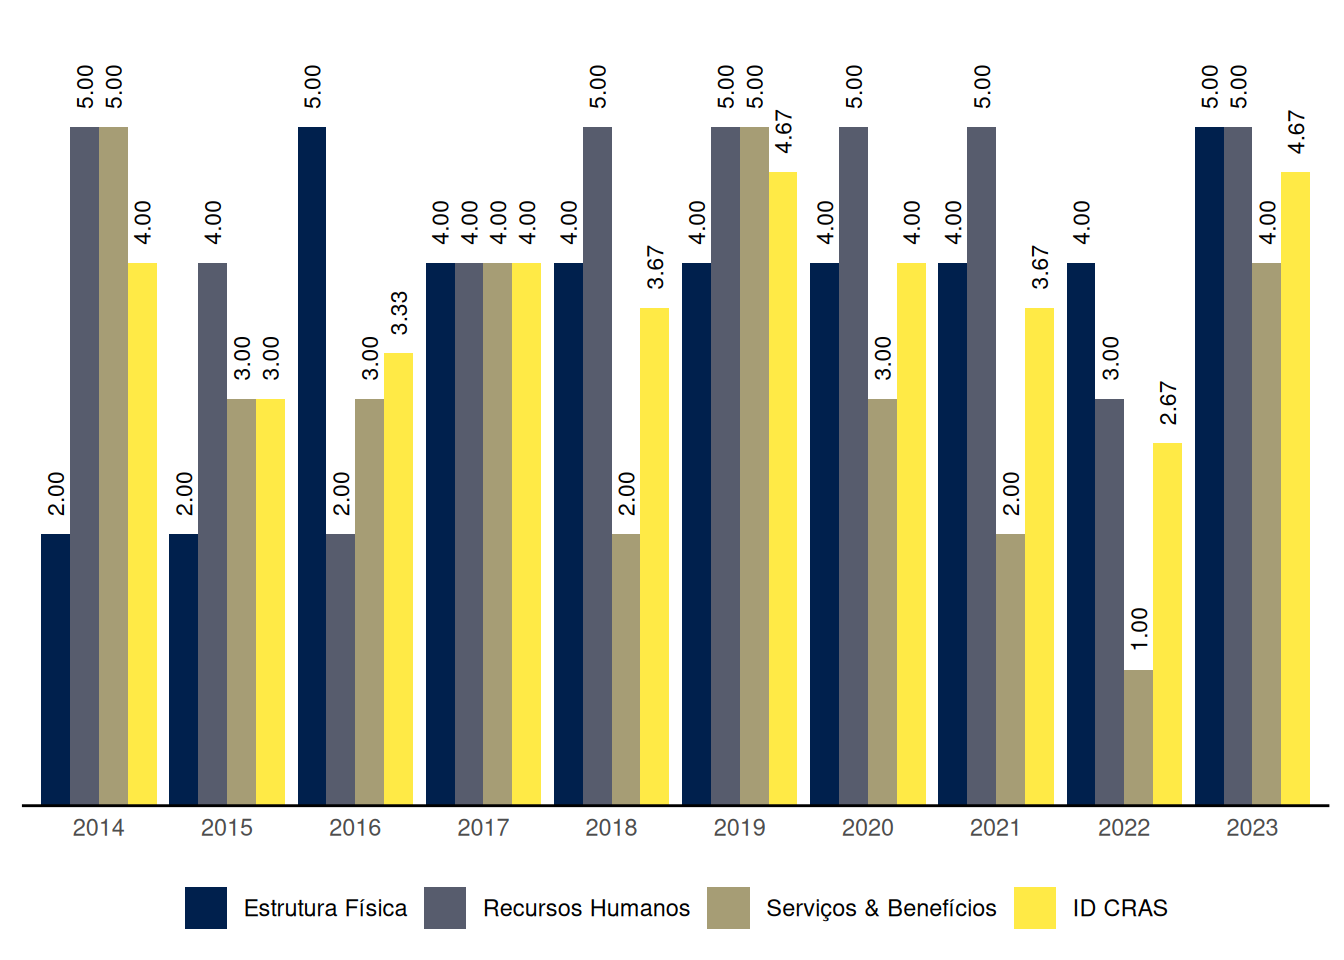 5.00 5.00 5.00 5.00 5.00 5.00 5.00 5.00 5.00 5.00
4.67 4.67
4.00 4.00 4.00 4.00 4.00 4.00 4.00 4.00 4.00 4.00 4.00 4.00 4.00 4.00
3.67 3.67
3.33
3.00 3.00 3.00 3.00 3.00
2.67
2.00 2.00 2.00 2.00 2.00
1.00
2014 2015 2016 2017 2018 2019 2020 2021 2022 2023
Estrutura Física Recursos Humanos Serviços & Benefícios ID CRAS